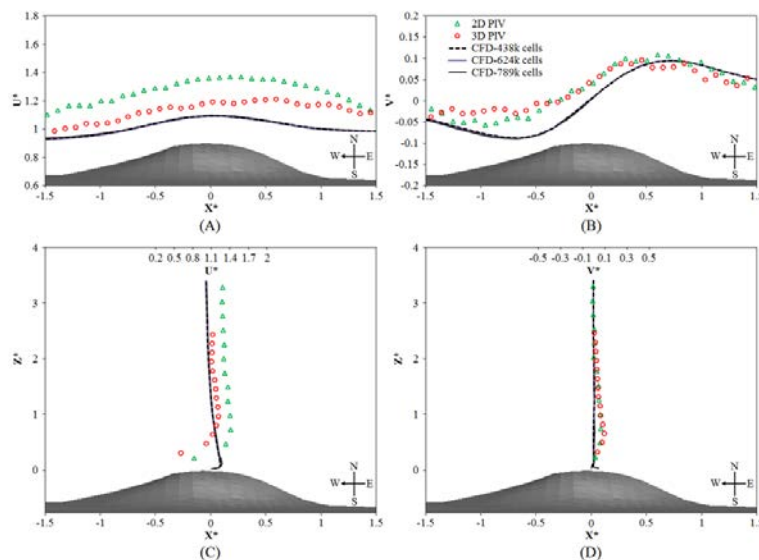 1.8
1.6
1.4
1.2
1
0.8
0.6
U*
-1.5 -1 -0.5 0 0.5 1 1.5
X*
N
W E
S
(A)
2D PIV
3D PIV
CFD-438k cells
CFD-624k cells
CFD-789k cells
0.2
0.15
0.1
0.05
0
-0.05
-0.1
-0.15
-0.2
V*
-1.5 -1 -0.5 0 0.5 1 1.5
X*
N
W E
S
(B)
4
3
2
1
0
Z*
0.2 0.5 0.8 1.1 1.4 1.7 2
U*
-1.5 -1 -0.5 0 0.5 1 1.5
X*
N
W E
S
(C)
4
3
2
1
0
Z*
-0.5 -0.3 -0.1 0.1 0.3 0.5
V*
-1.5 -1 -0.5 0 0.5 1 1.5
X*
N
W E
S
(D)